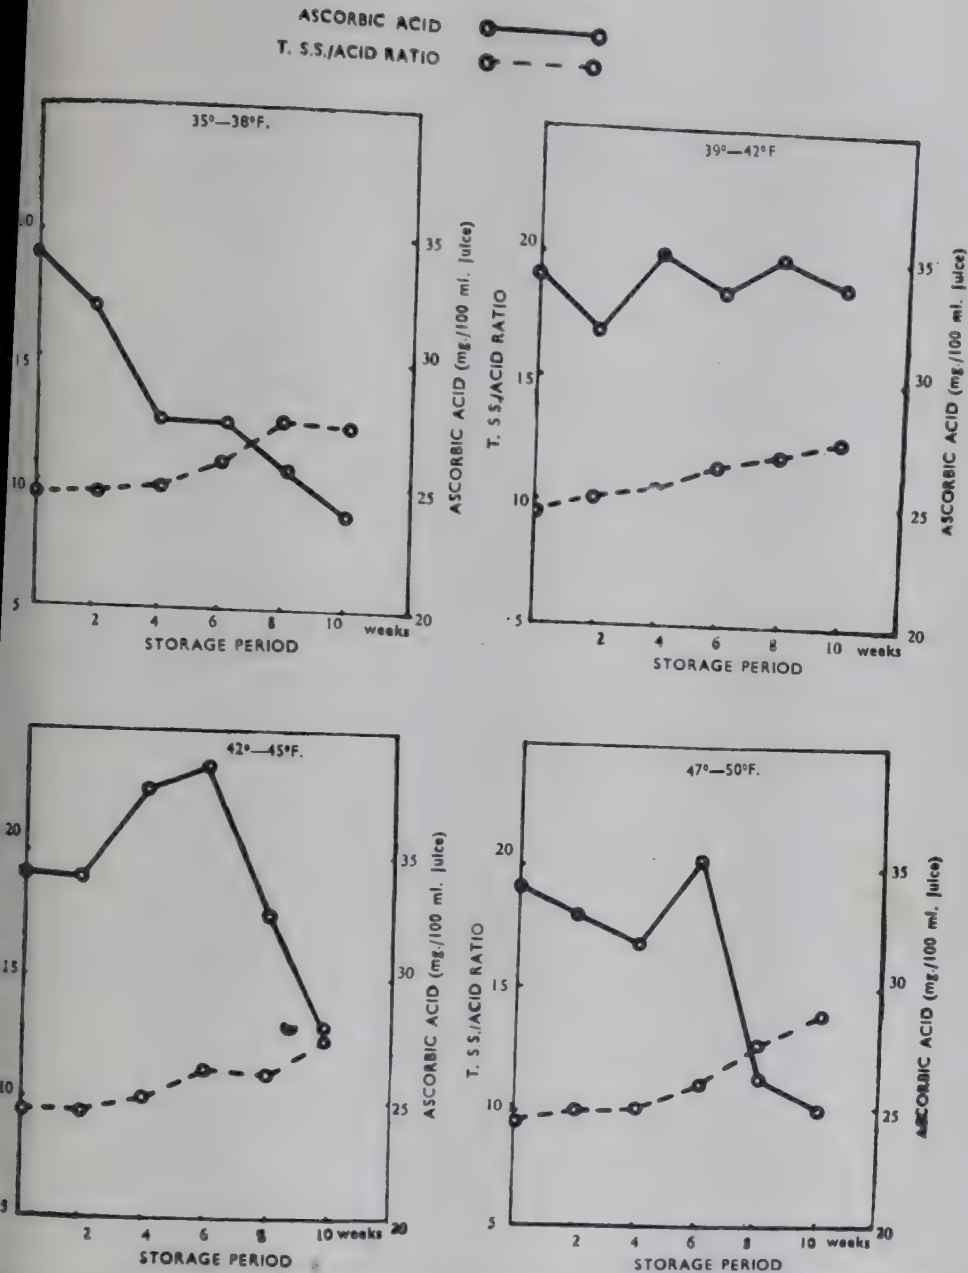 ASCORBIC ACID
T. S.S./ACID RATIO
35°—38°F.
35
30
25
20
15
10
5
2 4 6 8 10 weeks
STORAGE PERIOD
ASCORBIC ACID (mg./100 ml. juice)
39°—42°F
20
15
10
5
T. S.S./ACID RATIO
35
30
25
20
2 4 6 8 10 weeks
STORAGE PERIOD
ASCORBIC ACID (mg./100 ml. juice)
42°—45°F.
20
15
10
5
35
30
25
20
2 4 6 8 10 weeks
STORAGE PERIOD
ASCORBIC ACID (mg./100 ml. juice)
47°—50°F.
20
15
10
5
T. S.S./ACID RATIO
35
30
25
20
2 4 6 8 10 weeks
STORAGE PERIOD
ASCORBIC ACID (mg./100 ml. juice)